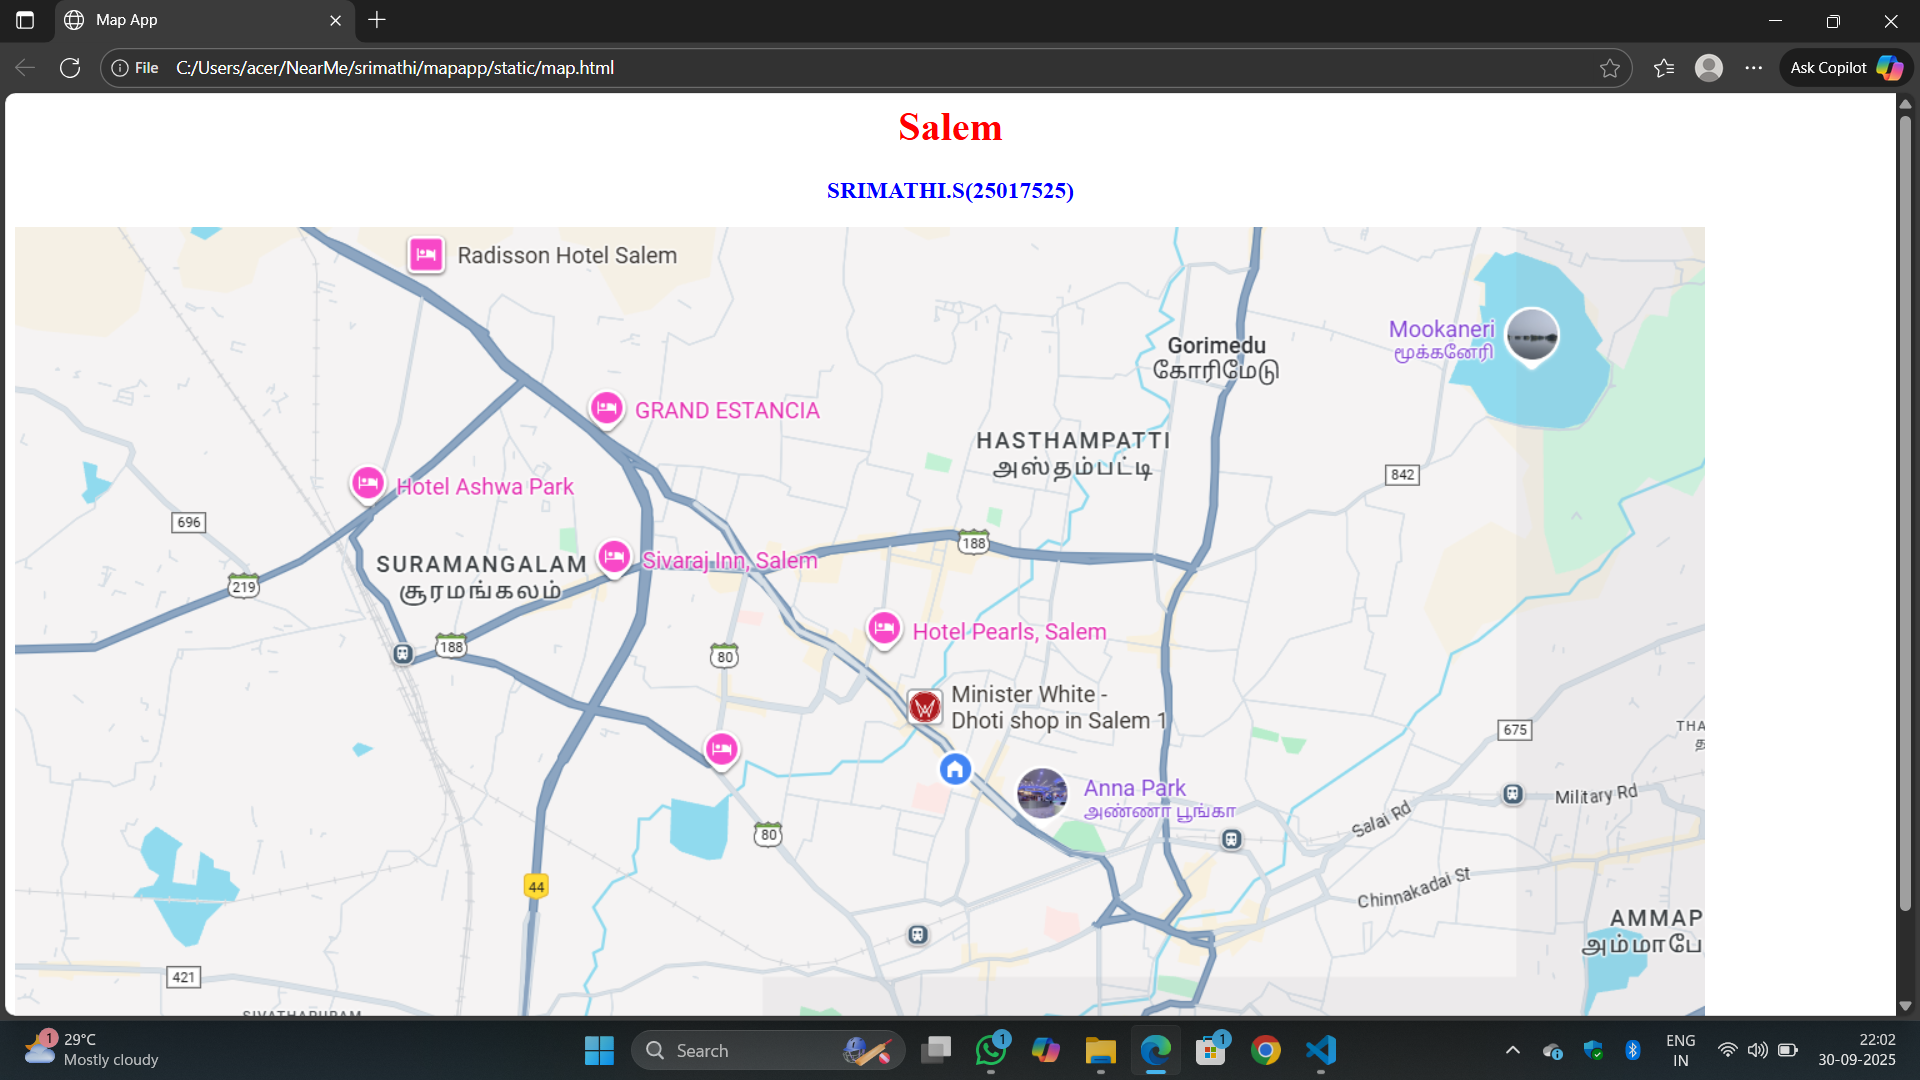 Map App
File
C:/Users/acer/NearMe/srimathi/mapapp/static/map.html
Ask Copilot
Salem
SRIMATHI.S(25017525)
Radisson Hotel Salem
Mookaneri
மூக்கனேரி
Gorimedu
கோரிமேடு
GRAND ESTANCIA
HASTHAMPATTI
அஸ்தம்பட்டி
842
Hotel Ashwa Park
696
188
SURAMANGALAM
சூரமங்கலம்
Sivaraj Inn, Salem
219
Hotel Pearls, Salem
188
80
Minister White -
Dhoti shop in Salem 1
675
THA
த
Anna Park
அண்ணா பூங்கா
Military Rd
Salai Rd
80
44
Chinnakadai St
AMMAP
அம்மாபே
421
SIVATHAPURAM
1
29°C
Mostly cloudy
Search
1
1
ENG
IN
22:02
30-09-2025